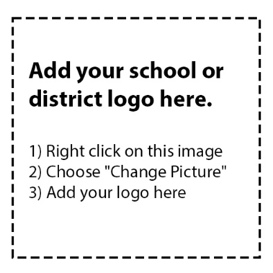 Add your school or
district logo here.
1) Right click on this image
2) Choose "Change Picture"
3) Add your logo here